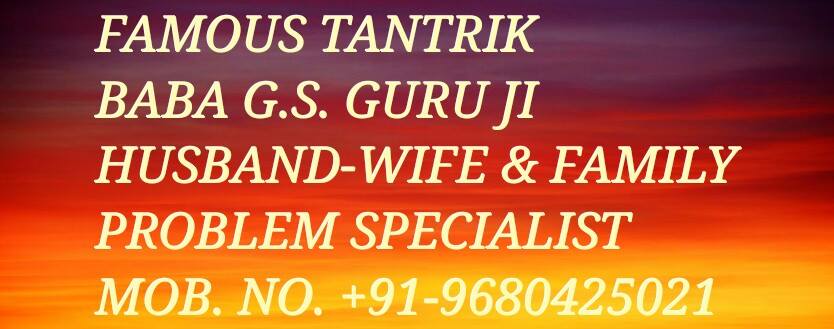 FAMOUS TANTRIK
BABA G.S. GURU JI
HUSBAND-WIFE & FAMILY
PROBLEM SPECIALIST
MOB. NO. +91-9680425021